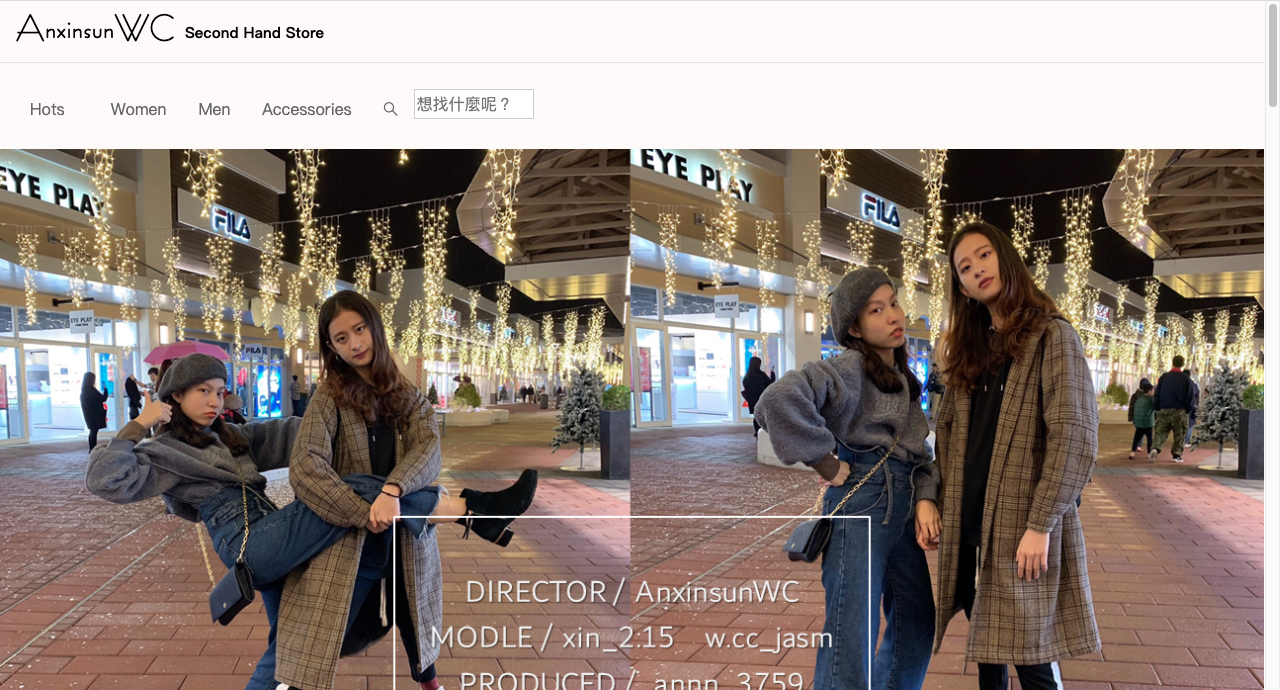 AnxinsunWC Second Hand Store
Hots Women Men Accessories 想找什麼呢？
EYE PLAY
FILA
EYE PLAY
FILA
EYE PLAY
EYE PLAY
FILA
DIRECTOR / AnxinsunWC
MODLE / xin_2:15 w.cc_jasm
PRODUCED / annn_3759